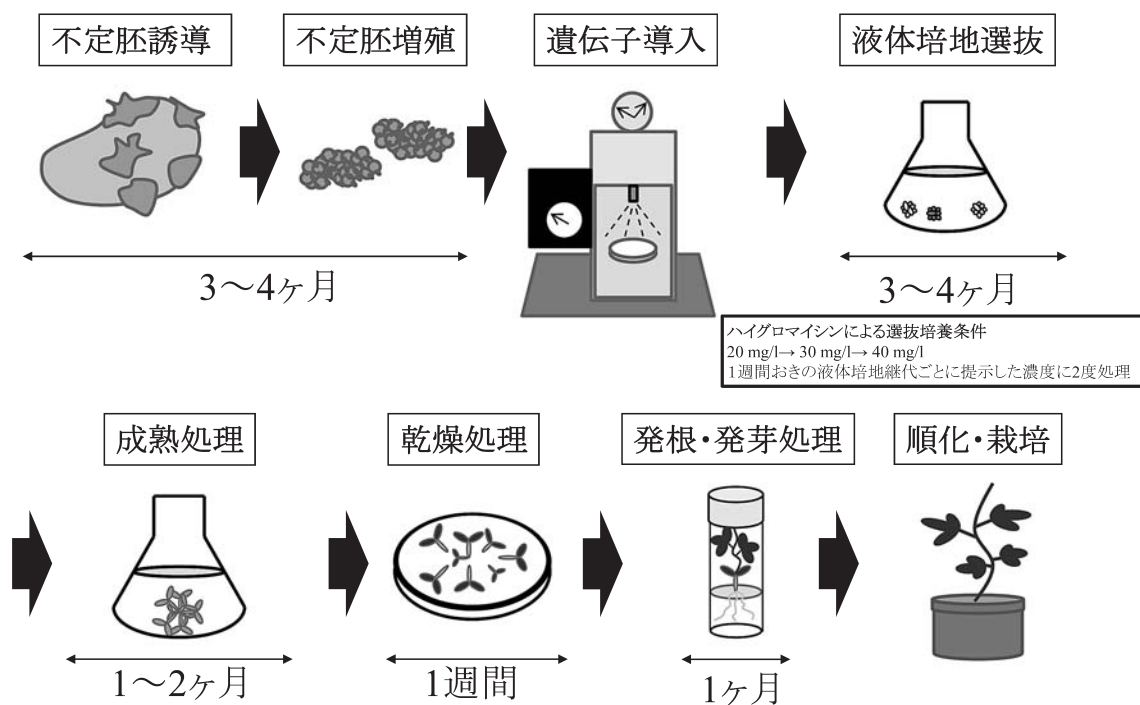 不定胚誘導
不定胚増殖
遺伝子導入
液体培地選抜
3～4ヶ月
3～4ヶ月
ハイグロマイシンによる選抜培養条件
20 mg/l→ 30 mg/l→ 40 mg/l
1週間おきの液体培地継代ごとに提示した濃度に2度処理
成熟処理
乾燥処理
発根・発芽処理
順化・栽培
1～2ヶ月
1週間
1ヶ月